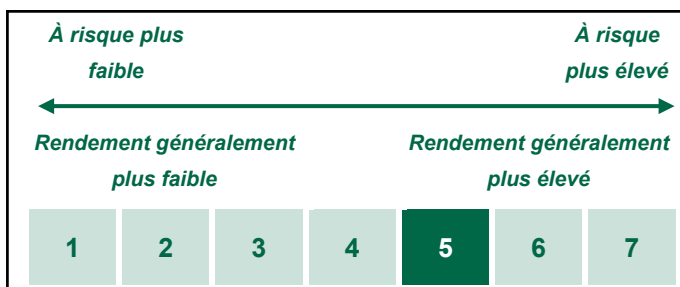 À risque plus
faible
À risque
plus élevé
Rendement généralement
plus faible
Rendement généralement
plus élevé
1 2 3 4 5 6 7